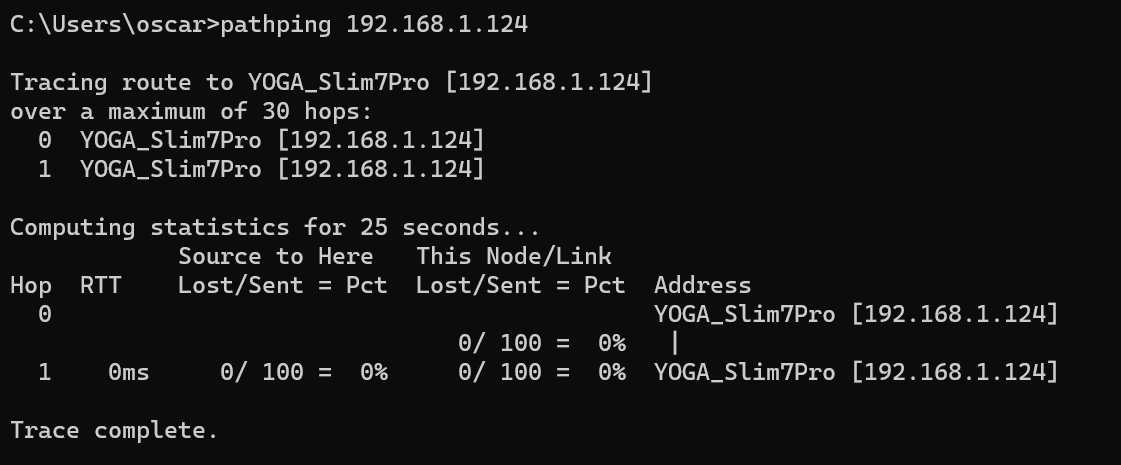 C:\Users\oscar>pathping 192.168.1.124
Tracing route to YOGA_Slim7Pro [192.168.1.124]
over a maximum of 30 hops:
  0  YOGA_Slim7Pro [192.168.1.124]
  1  YOGA_Slim7Pro [192.168.1.124]
Computing statistics for 25 seconds...
            Source to Here   This Node/Link
Hop  RTT    Lost/Sent = Pct  Lost/Sent = Pct  Address
  0                                           YOGA_Slim7Pro [192.168.1.124]
                                0/ 100 =  0%   |
  1    0ms     0/ 100 =  0%     0/ 100 =  0%  YOGA_Slim7Pro [192.168.1.124]
Trace complete.